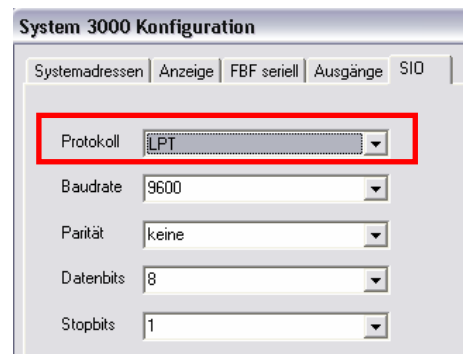 System 3000 Konfiguration
Systemadressen Anzeige FBF seriell Ausgänge SIO
Protokoll LPT
Baudrate 9600
Parität keine
Datenbits 8
Stopbits 1